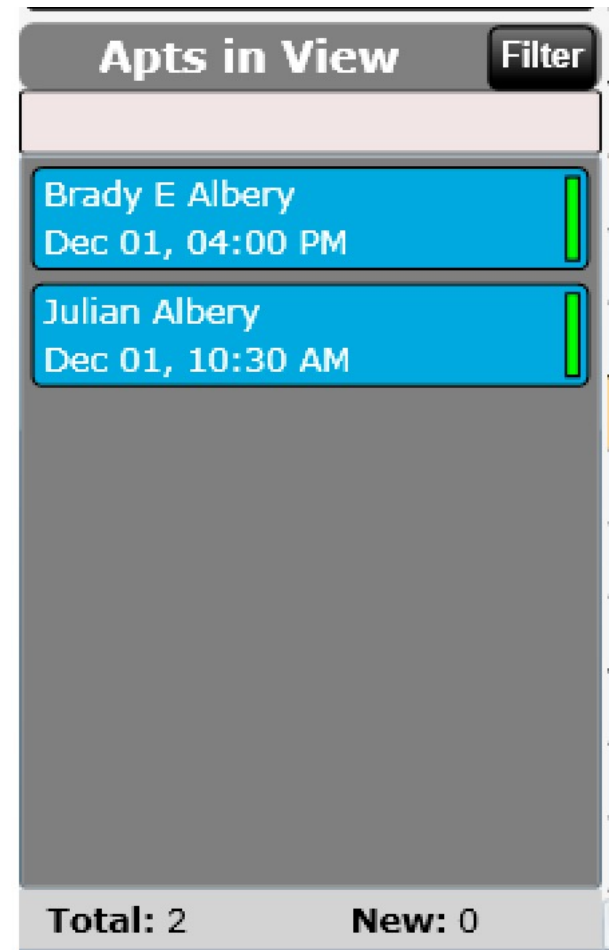 Apts in View Filter
Brady E Albery
Dec 01, 04:00 PM
Julian Albery
Dec 01, 10:30 AM
Total: 2 New: 0